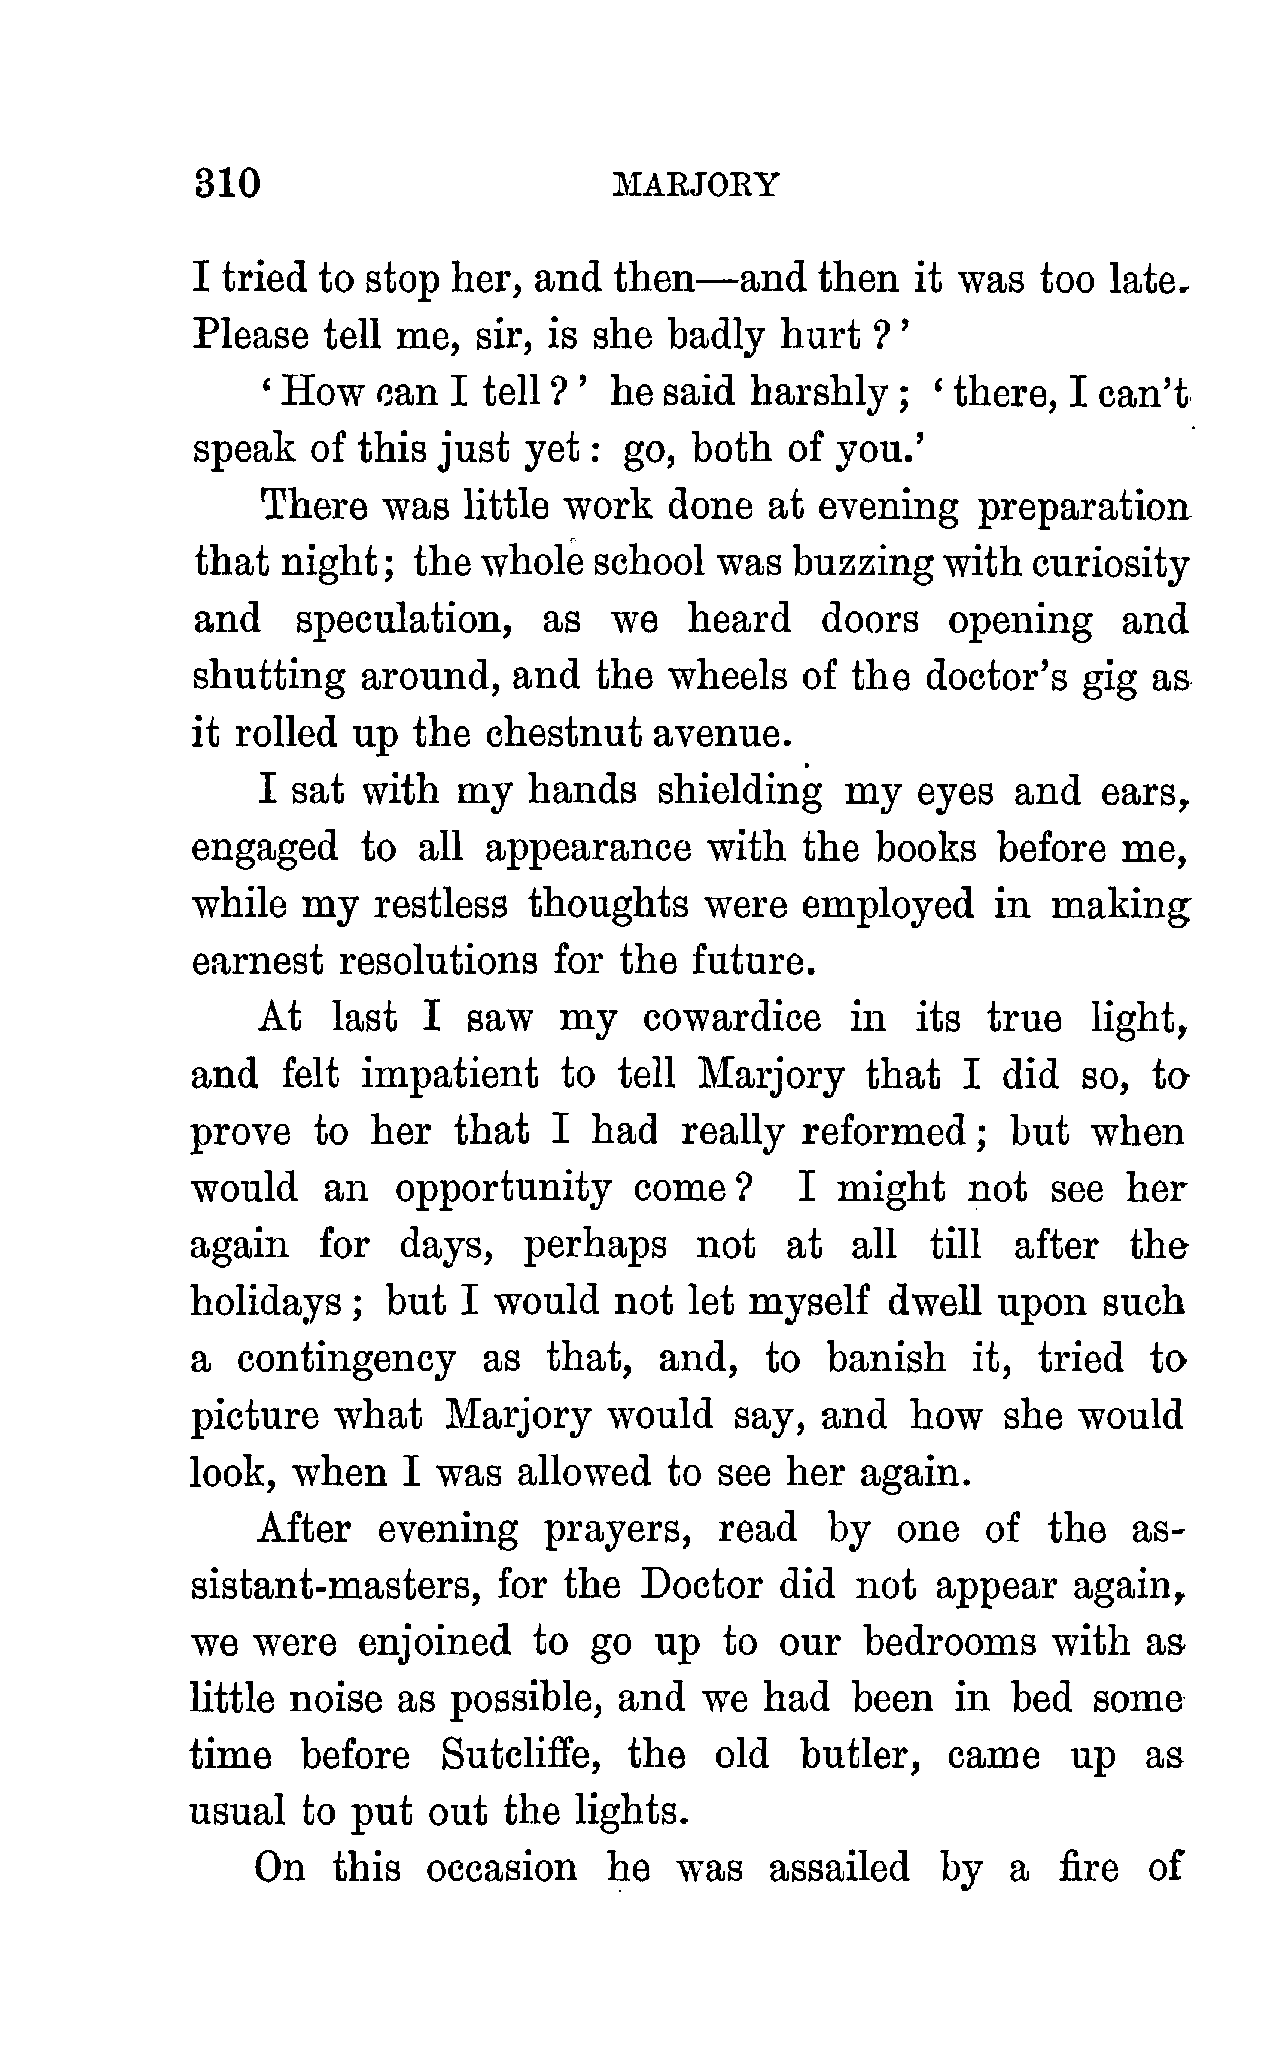 310 MARJORY
I tried to stop her, and then—and then it was too late.
Please tell me, sir, is she badly hurt ?’
‘ How can I tell ? ’ he said harshly ; ‘ there, I can’t
speak of this just yet : go, both of you.’
There was little work done at evening preparation
that night; the whole school was buzzing with curiosity
and speculation, as we heard doors opening and
shutting around, and the wheels of the doctor’s gig as
it rolled up the chestnut avenue.
I sat with my hands shielding my eyes and ears,
engaged to all appearance with the books before me,
while my restless thoughts were employed in making
earnest resolutions for the future.
At last I saw my cowardice in its true light,
and felt impatient to tell Marjory that I did so, to
prove to her that I had really reformed ; but when
would an opportunity come ? I might not see her
again for days, perhaps not at all till after the
holidays ; but I would not let myself dwell upon such
a contingency as that, and, to banish it, tried to
picture what Marjory would say, and how she would
look, when I was allowed to see her again.
After evening prayers, read by one of the as-
sistant-masters, for the Doctor did not appear again,
we were enjoined to go up to our bedrooms with as
little noise as possible, and we had been in bed some
time before Sutcliffe, the old butler, came up as
usual to put out the lights.
On this occasion he was assailed by a fire of